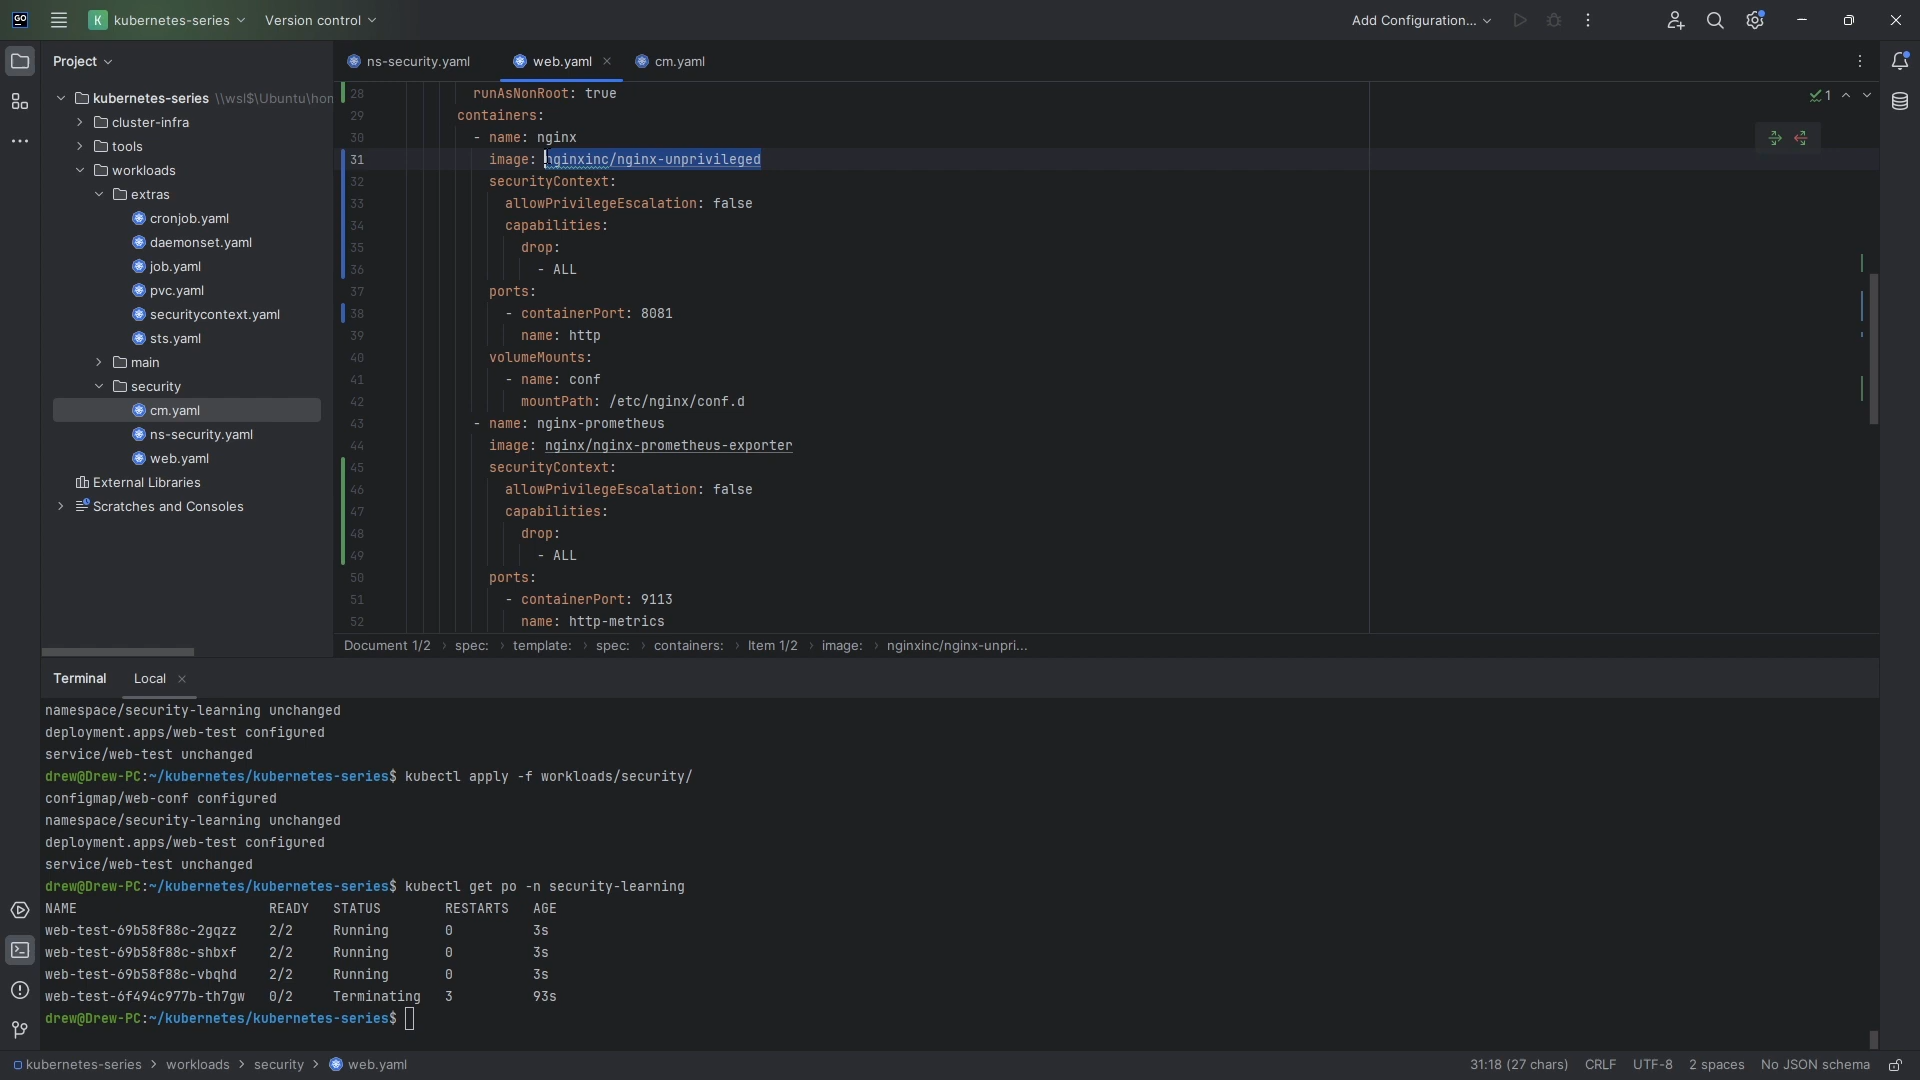 GO
K kubernetes-series
Version control
Add Configuration...
Project
ns-security.yaml
web.yaml
cm.yaml
kubernetes-series \\wsl$\Ubuntu\hom
cluster-infra
tools
workloads
extras
cronjob.yaml
daemonset.yaml
job.yaml
pvc.yaml
securitycontext.yaml
sts.yaml
main
security
cm.yaml
ns-security.yaml
web.yaml
External Libraries
Scratches and Consoles
1
28 runAsNonRoot: true
29 containers:
30 - name: nginx
31 image: nginxinc/nginx-unprivileged
32 securityContext:
33 allowPrivilegeEscalation: false
34 capabilities:
35 drop:
36 - ALL
37 ports:
38 - containerPort: 8081
39 name: http
40 volumeMounts:
41 - name: conf
42 mountPath: /etc/nginx/conf.d
43 - name: nginx-prometheus
44 image: nginx/nginx-prometheus-exporter
45 securityContext:
46 allowPrivilegeEscalation: false
47 capabilities:
48 drop:
49 - ALL
50 ports:
51 - containerPort: 9113
52 name: http-metrics
Document 1/2 › spec: › template: › spec: › containers: › Item 1/2 › image: › nginxinc/nginx-unpri...
Terminal
Local
namespace/security-learning unchanged
deployment.apps/web-test configured
service/web-test unchanged
drew@Drew-PC:~/kubernetes/kubernetes-series$ kubectl apply -f workloads/security/
configmap/web-conf configured
namespace/security-learning unchanged
deployment.apps/web-test configured
service/web-test unchanged
drew@Drew-PC:~/kubernetes/kubernetes-series$ kubectl get po -n security-learning
NAME READY STATUS RESTARTS AGE
web-test-69b58f88c-2gqzz 2/2 Running 0 3s
web-test-69b58f88c-shbxf 2/2 Running 0 3s
web-test-69b58f88c-vbqhd 2/2 Running 0 3s
web-test-6f494c977b-th7gw 0/2 Terminating 3 93s
drew@Drew-PC:~/kubernetes/kubernetes-series$
kubernetes-series › workloads › security › web.yaml
31:18 (27 chars) CRLF UTF-8 2 spaces No JSON schema